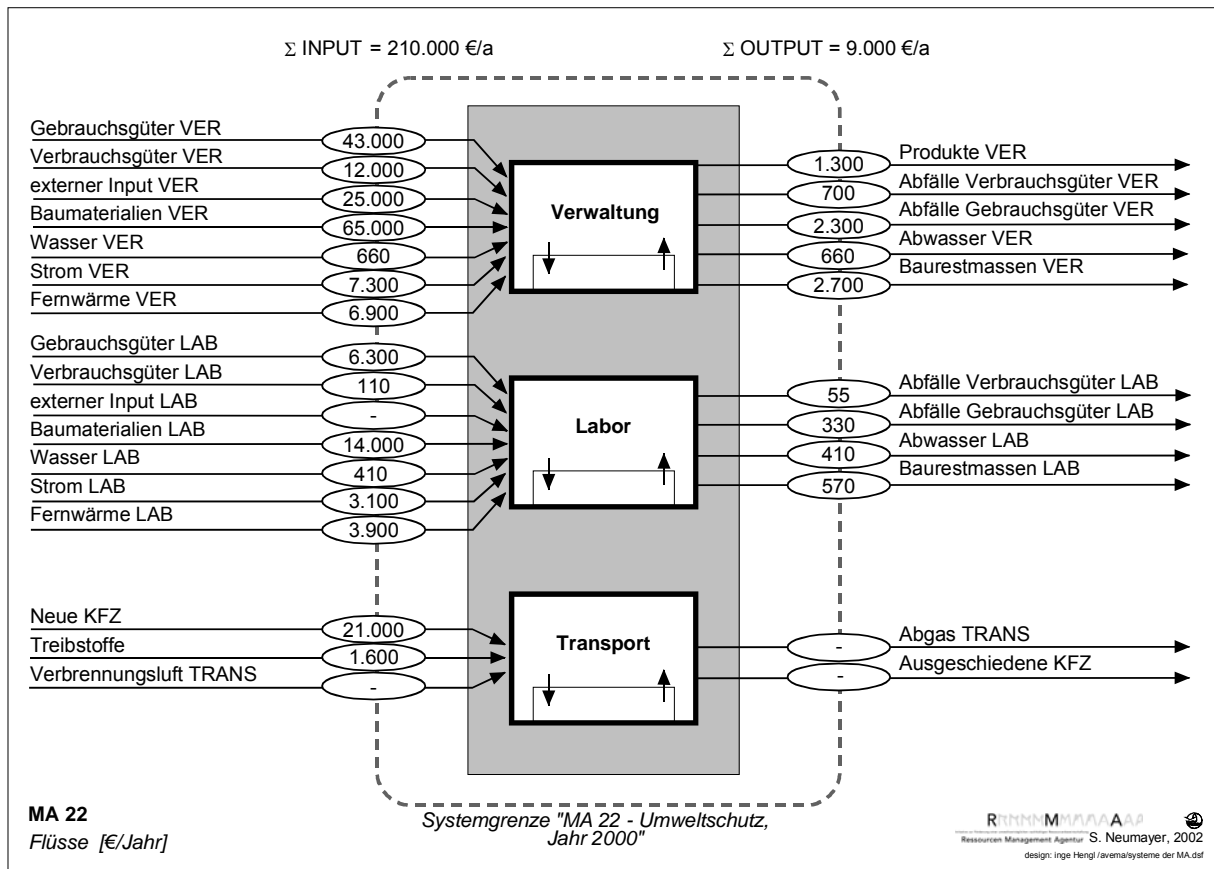 Σ INPUT = 210.000 €/a
Σ OUTPUT = 9.000 €/a
Gebrauchsgüter VER 43.000
Verbrauchsgüter VER 12.000
externer Input VER 25.000
Baumaterialien VER 65.000
Wasser VER 660
Strom VER 7.300
Fernwärme VER 6.900
Verwaltung
1.300 Produkte VER
700 Abfälle Verbrauchsgüter VER
2.300 Abfälle Gebrauchsgüter VER
660 Abwasser VER
2.700 Baurestmassen VER
Gebrauchsgüter LAB 6.300
Verbrauchsgüter LAB 110
externer Input LAB -
Baumaterialien LAB 14.000
Wasser LAB 410
Strom LAB 3.100
Fernwärme LAB 3.900
Labor
55 Abfälle Verbrauchsgüter LAB
330 Abfälle Gebrauchsgüter LAB
410 Abwasser LAB
570 Baurestmassen LAB
Neue KFZ 21.000
Treibstoffe 1.600
Verbrennungsluft TRANS -
Transport
- Abgas TRANS
- Ausgeschiedene KFZ
MA 22
Flüsse [€/Jahr]
Systemgrenze "MA 22 - Umweltschutz,
Jahr 2000"
Ressourcen Management Agentur S. Neumayer, 2002
design: inge Hengl /avema/systeme der MA.dsf